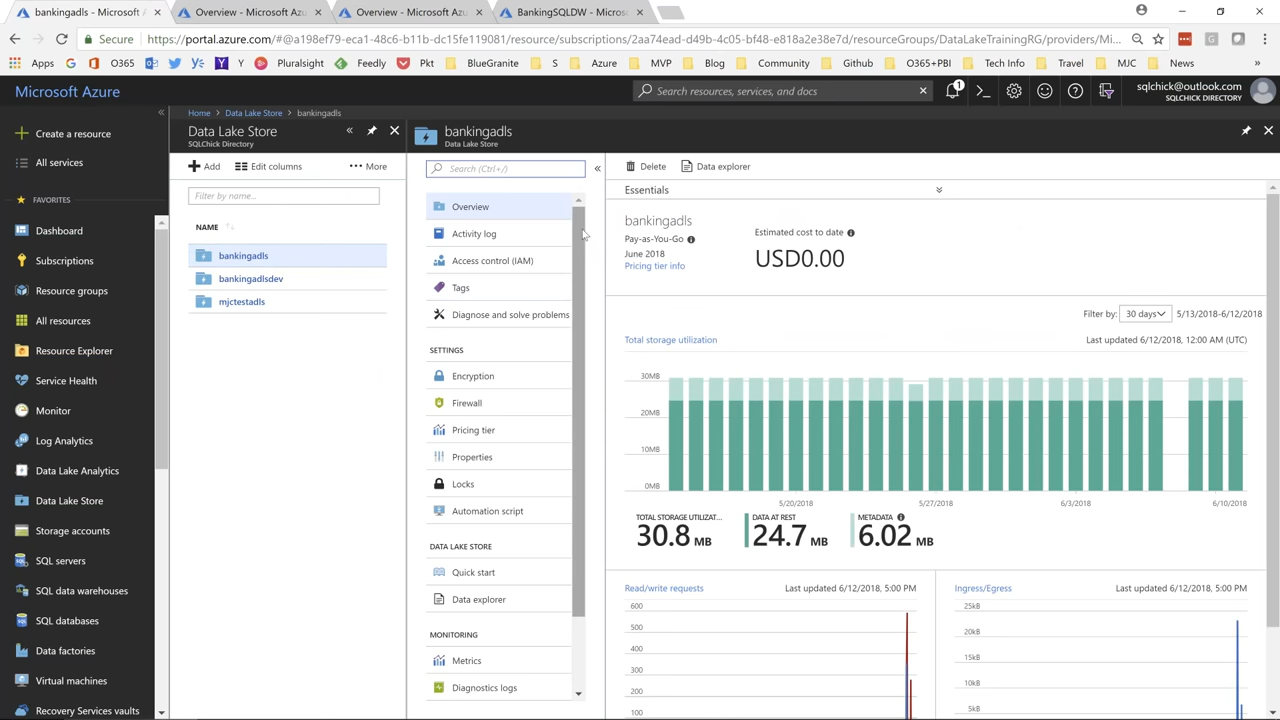 bankingadls - Microsoft Az
Overview - Microsoft Azure
Overview - Microsoft Azure
BankingSQLDW - Microsoft
Secure
https://portal.azure.com/#@a198ef79-eca1-48c6-b11b-dc15fe119081/resource/subscriptions/2aa74ead-d49b-4c05-bf48-e818a2e38e7d/resourceGroups/DataLakeTrainingRG/providers/Mi...
Apps
O365
Pluralsight
Feedly
Pkt
BlueGranite
S
Azure
MVP
Blog
Community
Github
O365+PBI
Tech Info
Travel
MJC
News
Microsoft Azure
Search resources, services, and docs
1
sqlchick@outlook.com
SQLCHICK DIRECTORY
Create a resource
All services
FAVORITES
Dashboard
Subscriptions
Resource groups
All resources
Resource Explorer
Service Health
Monitor
Log Analytics
Data Lake Analytics
Data Lake Store
Storage accounts
SQL servers
SQL data warehouses
SQL databases
Data factories
Virtual machines
Recovery Services vaults
Home
Data Lake Store
bankingadls
Data Lake Store
SQLChick Directory
Add
Edit columns
More
Filter by name...
NAME
bankingadls
bankingadlsdev
mjctestadls
bankingadls
Data Lake Store
Search (Ctrl+/)
Overview
Activity log
Access control (IAM)
Tags
Diagnose and solve problems
SETTINGS
Encryption
Firewall
Pricing tier
Properties
Locks
Automation script
DATA LAKE STORE
Quick start
Data explorer
MONITORING
Metrics
Diagnostics logs
Delete
Data explorer
Essentials
bankingadls
Pay-as-You-Go
June 2018
Pricing tier info
Estimated cost to date
USD0.00
Filter by:
30 days
5/13/2018-6/12/2018
Total storage utilization
Last updated 6/12/2018, 12:00 AM (UTC)
30MB
20MB
10MB
0MB
5/20/2018
5/27/2018
6/3/2018
6/10/2018
TOTAL STORAGE UTILIZAT...
30.8 MB
DATA AT REST
24.7 MB
METADATA
6.02 MB
Read/write requests
Last updated 6/12/2018, 5:00 PM
600
500
400
300
200
100
Ingress/Egress
Last updated 6/12/2018, 5:00 PM
25kB
20kB
15kB
10kB
5kB